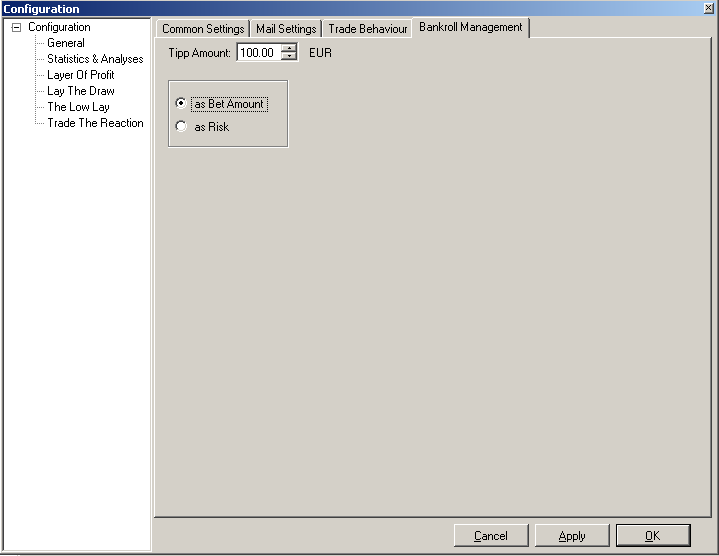 Configuration
Configuration
General
Statistics & Analyses
Layer Of Profit
Lay The Draw
The Low Lay
Trade The Reaction
Common Settings Mail Settings Trade Behaviour Bankroll Management
Tipp Amount: 100.00 EUR
as Bet Amount
as Risk
Cancel Apply OK